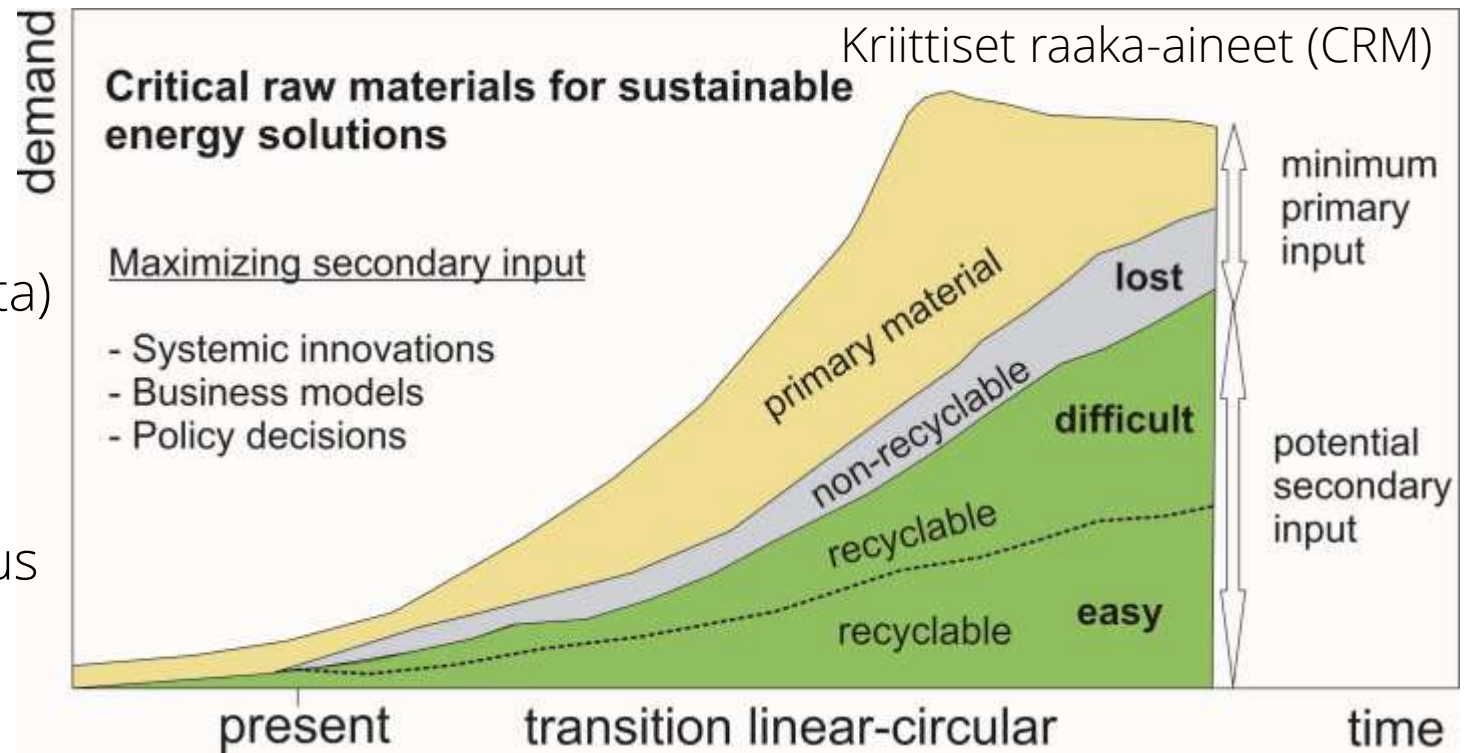 demand
Kriittiset raaka-aineet (CRM)
Critical raw materials for sustainable
energy solutions
Maximizing secondary input
- Systemic innovations
- Business models
- Policy decisions
ta)
us
primary material
lost
non-recyclable
difficult
recyclable
easy
recyclable
minimum
primary
input
potential
secondary
input
present
transition linear-circular
time